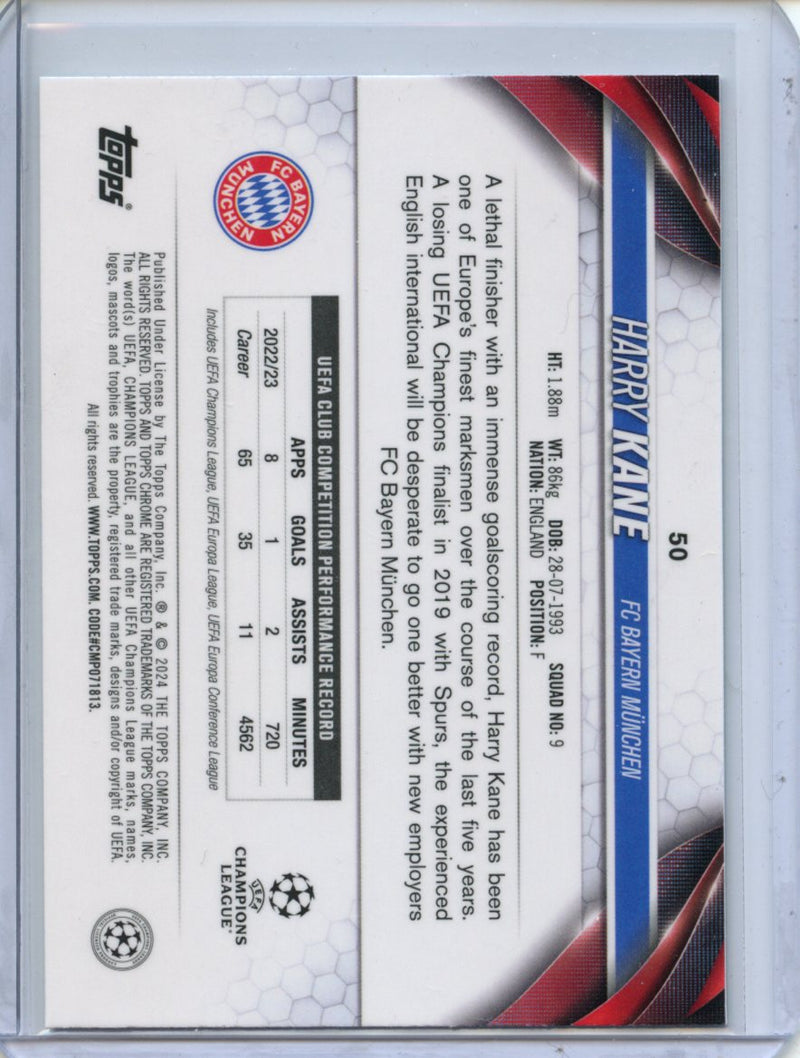 50
HARRY KANE FC BAYERN MÜNCHEN
HT: 1.88m WT: 86kg DOB: 28-07-1993 SQUAD NO: 9
NATION: ENGLAND POSITION: F
A lethal finisher with an immense goalscoring record, Harry Kane has been
one of Europe's finest marksmen over the course of the last five years.
A losing UEFA Champions finalist in 2019 with Spurs, the experienced
English international will be desperate to go one better with new employers
FC Bayern München.
FC BAYERN
MÜNCHEN
UEFA CLUB COMPETITION PERFORMANCE RECORD
APPS GOALS ASSISTS MINUTES
2022/23 8 1 2 720
Career 65 35 11 4562
Includes UEFA Champions League, UEFA Europa League, UEFA Europa Conference League
UEFA
CHAMPIONS
LEAGUE
topps®
Published Under License by The Topps Company, Inc. ® & © 2024 THE TOPPS COMPANY, INC.
ALL RIGHTS RESERVED. TOPPS AND TOPPS CHROME ARE REGISTERED TRADEMARKS OF THE TOPPS COMPANY, INC.
The word(s) UEFA, CHAMPIONS LEAGUE, and all other UEFA Champions League marks, names,
logos, mascots and trophies are the property, registered trade marks, designs and/or copyright of UEFA.
All rights reserved. WWW.TOPPS.COM. CODE#CMP071813.